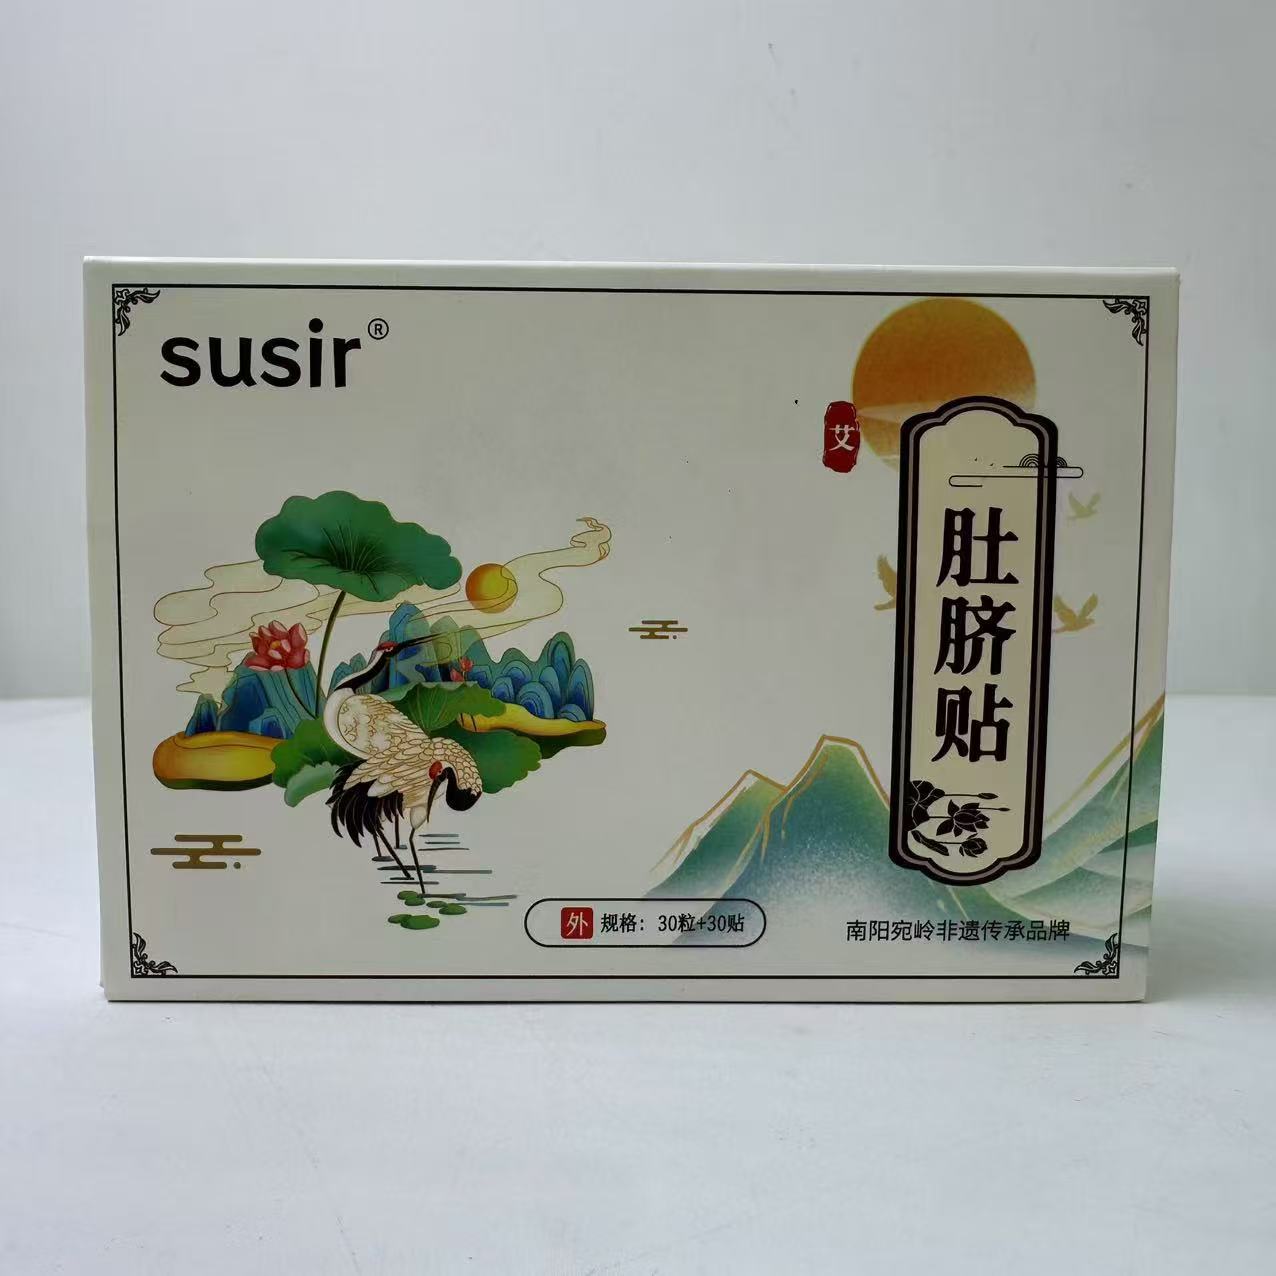 susir®
艾
肚脐贴
外 规格：30粒+30贴
南阳宛岭非遗传承品牌